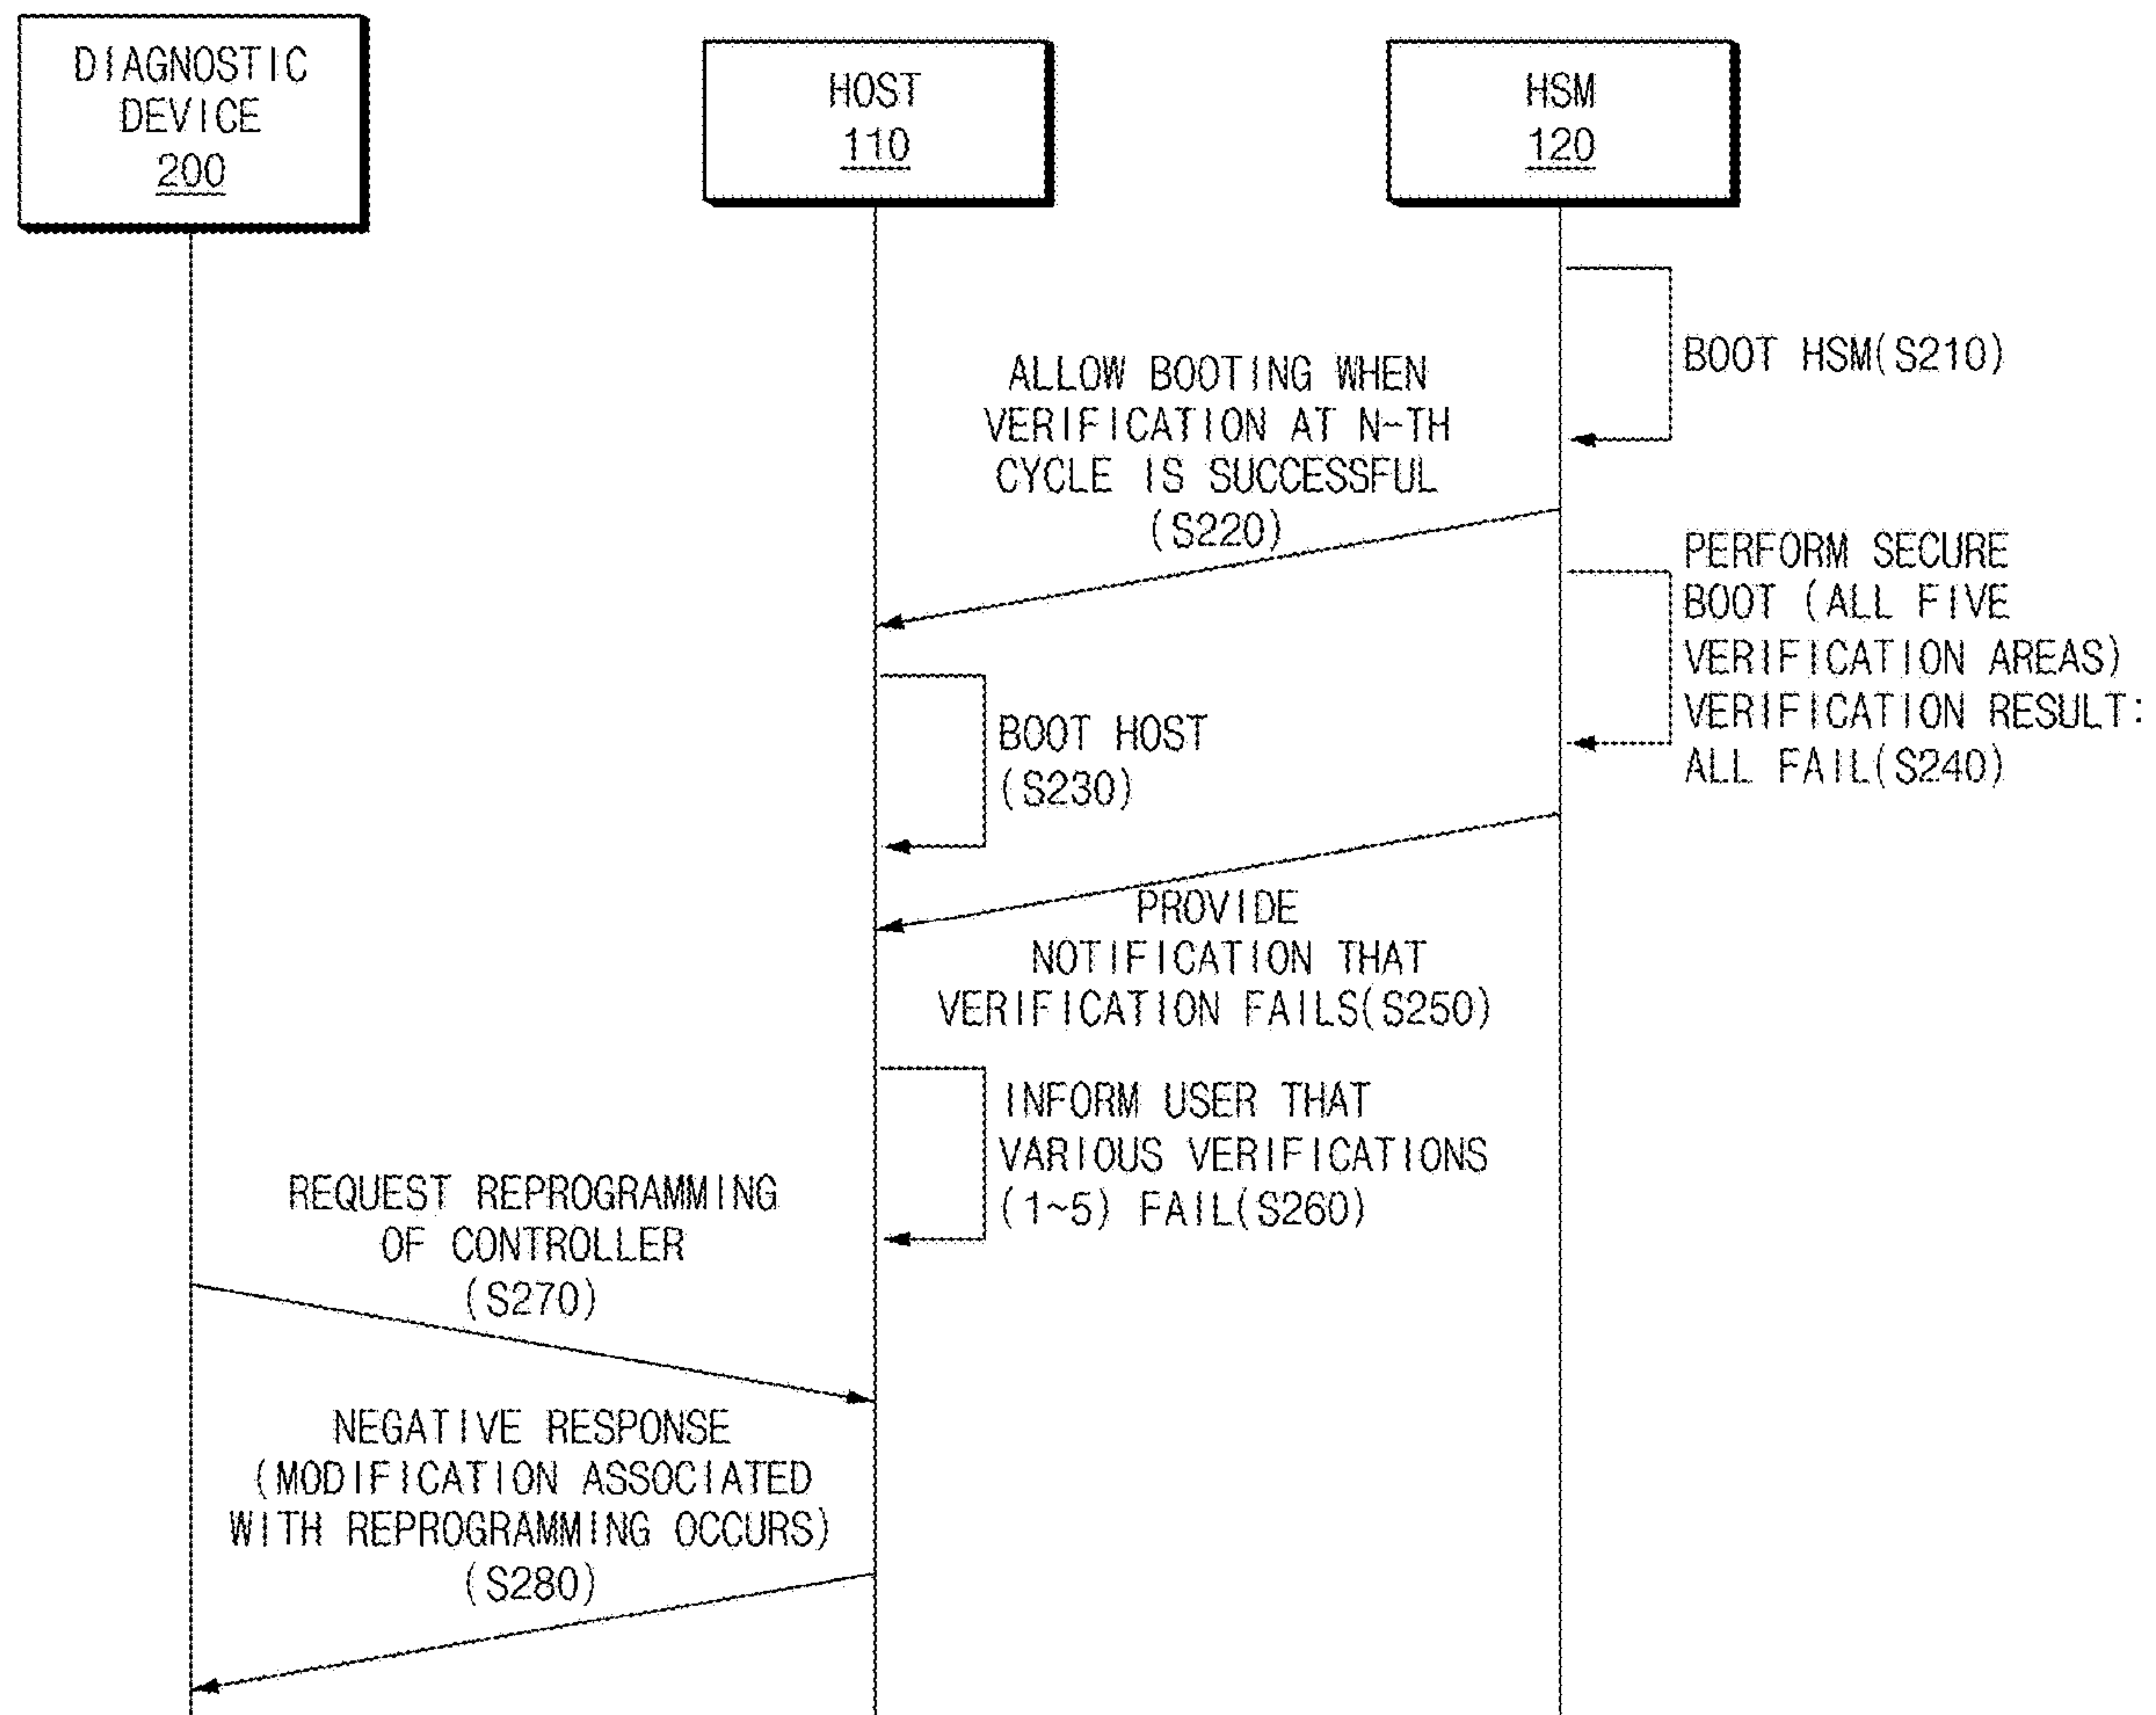 DIAGNOSTIC
DEVICE
200
HOST
110
HSM
120
BOOT HSM(S210)
ALLOW BOOTING WHEN
VERIFICATION AT N-TH
CYCLE IS SUCCESSFUL
(S220)
PERFORM SECURE
BOOT (ALL FIVE
VERIFICATION AREAS)
VERIFICATION RESULT:
ALL FAIL(S240)
BOOT HOST
(S230)
PROVIDE
NOTIFICATION THAT
VERIFICATION FAILS(S250)
INFORM USER THAT
VARIOUS VERIFICATIONS
(1~5) FAIL(S260)
REQUEST REPROGRAMMING
OF CONTROLLER
(S270)
NEGATIVE RESPONSE
(MODIFICATION ASSOCIATED
WITH REPROGRAMMING OCCURS)
(S280)